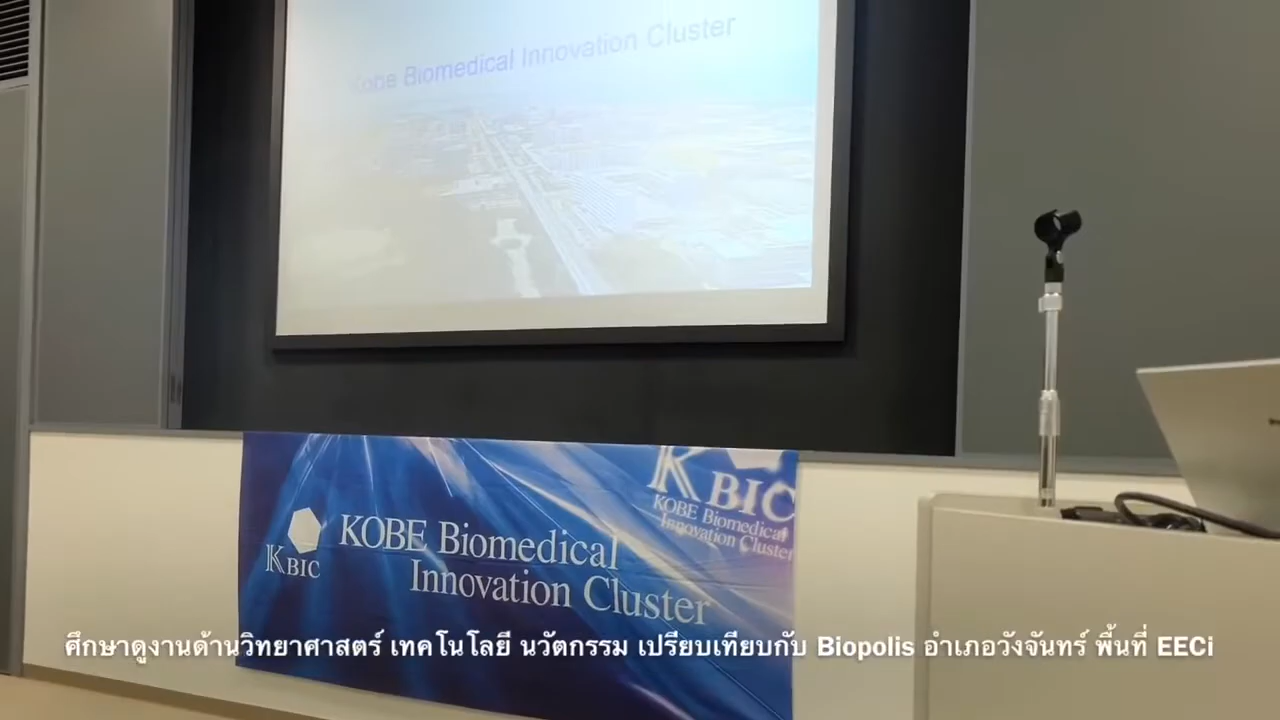 Kobe Biomedical Innovation Cluster
K BIC
KOBE Biomedical
Innovation Cluster
K BIC
KOBE Biomedical
Innovation Cluster
ศึกษาดูงานด้านวิทยาศาสตร์ เทคโนโลยี นวัตกรรม เปรียบเทียบกับ Biopolis อำเภอวังจันทร์ พื้นที่ EECi